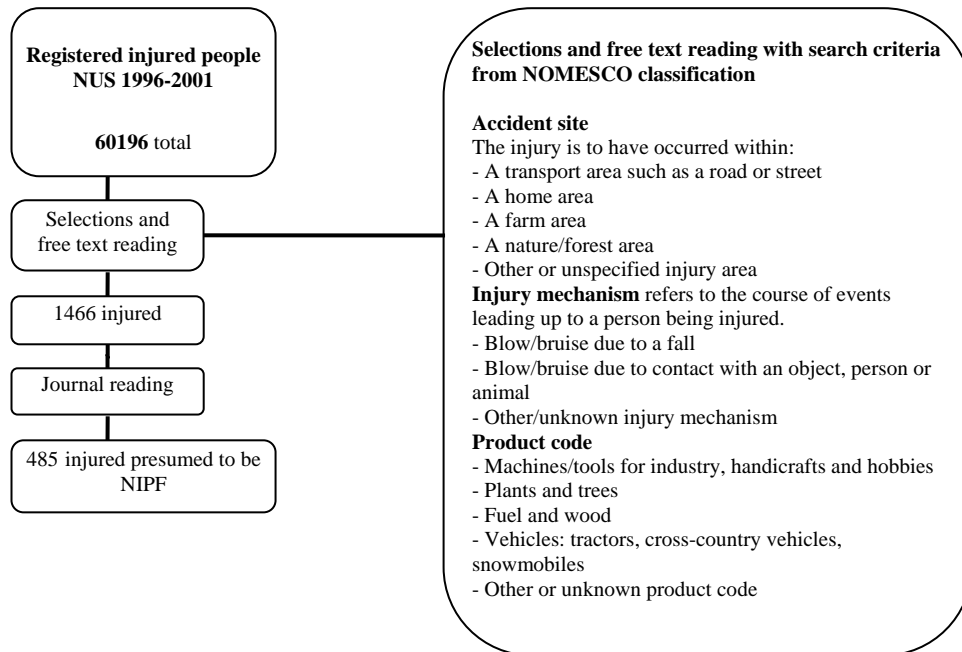 Registered injured people
NUS 1996-2001
60196 total
Selections and
free text reading
1466 injured
Journal reading
485 injured presumed to be
NIPF
Selections and free text reading with search criteria
from NOMESCO classification
Accident site
The injury is to have occurred within:
- A transport area such as a road or street
- A home area
- A farm area
- A nature/forest area
- Other or unspecified injury area
Injury mechanism refers to the course of events
leading up to a person being injured.
- Blow/bruise due to a fall
- Blow/bruise due to contact with an object, person or
animal
- Other/unknown injury mechanism
Product code
- Machines/tools for industry, handicrafts and hobbies
- Plants and trees
- Fuel and wood
- Vehicles: tractors, cross-country vehicles,
snowmobiles
- Other or unknown product code